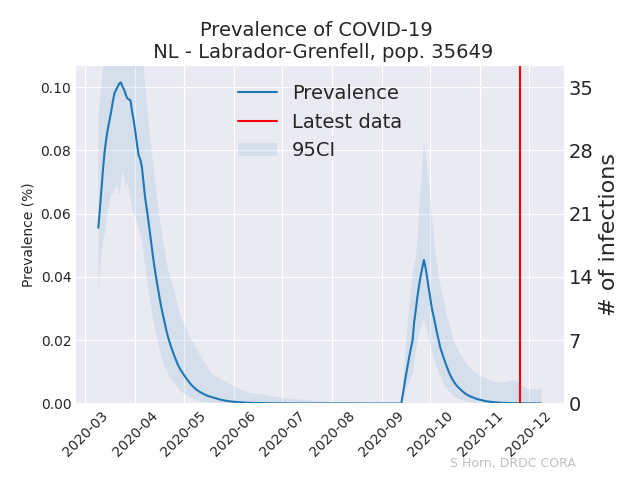 Prevalence of COVID-19
NL - Labrador-Grenfell, pop. 35649
Prevalence
Latest data
95CI
Prevalence (%)
0.10
0.08
0.06
0.04
0.02
0.00
35
28
21
14
7
0
# of infections
2020-03
2020-04
2020-05
2020-06
2020-07
2020-08
2020-09
2020-10
2020-11
2020-12
S Horn, DRDC CORA